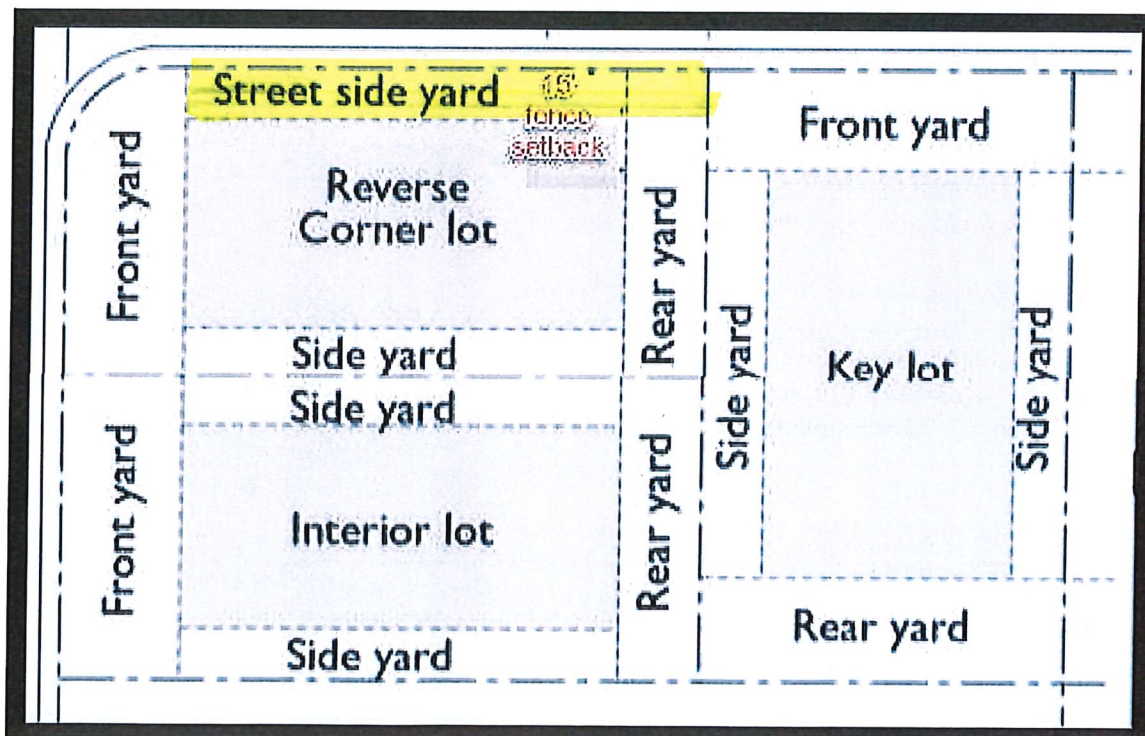 Street side yard
15'
fence
setback
Front yard
Reverse
Corner lot
Front yard
Rear yard
Side yard
Side yard
Key lot
Side yard
Side yard
Front yard
Interior lot
Rear yard
Side yard
Rear yard